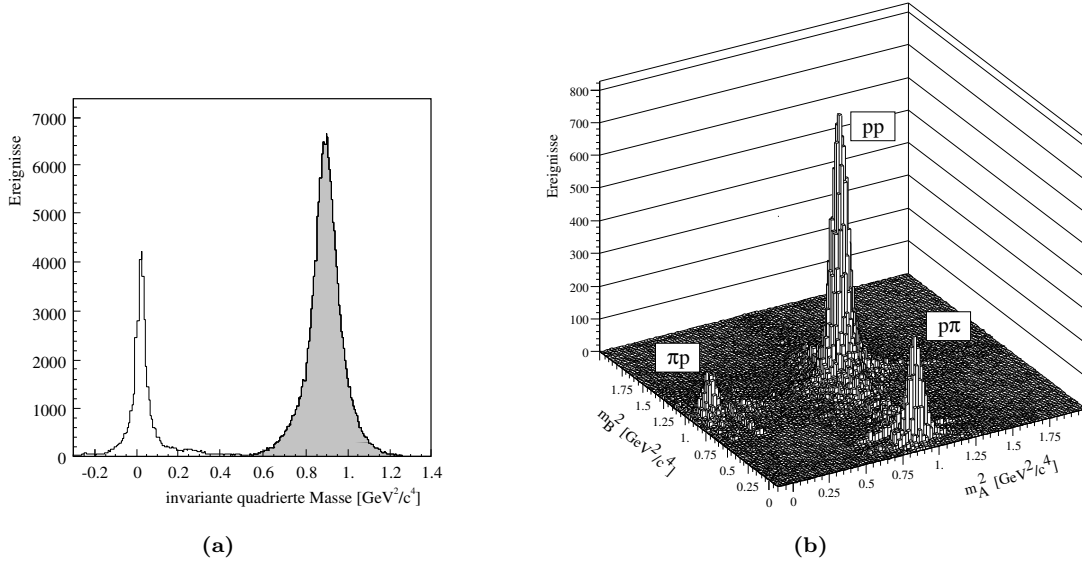 Ereignisse
7000
6000
5000
4000
3000
2000
1000
0
-0.2 0 0.2 0.4 0.6 0.8 1. 1.2 1.4
invariante quadrierte Masse [GeV²/c⁴]
(a)
Ereignisse
800
700
600
500
400
300
200
100
0
pp
pπ
πp
1.75
1.5
1.25
1.
0.75
0.5
0.25
0
m_B² [GeV²/c⁴]
0 0.25 0.5 0.75 1. 1.25 1.5 1.75
m_A² [GeV²/c⁴]
(b)